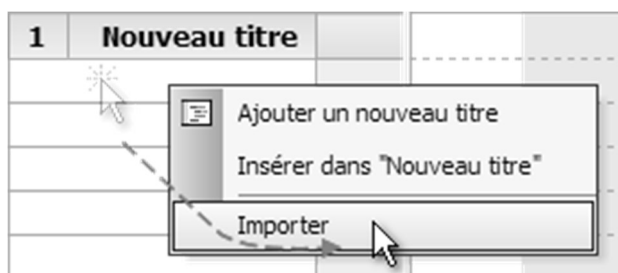 1 Nouveau titre
Ajouter un nouveau titre
Insérer dans "Nouveau titre"
Importer